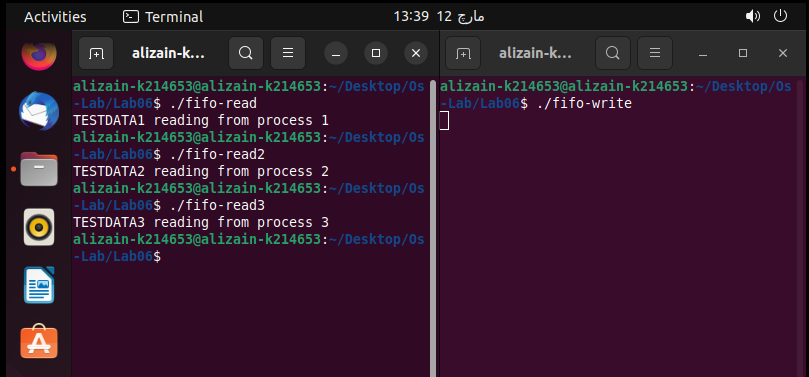 Activities Terminal 13:39 12 مارچ
alizain-k... alizain-k...
alizain-k214653@alizain-k214653:~/Desktop/Os
-Lab/Lab06$ ./fifo-read
TESTDATA1 reading from process 1
alizain-k214653@alizain-k214653:~/Desktop/Os
-Lab/Lab06$ ./fifo-read2
TESTDATA2 reading from process 2
alizain-k214653@alizain-k214653:~/Desktop/Os
-Lab/Lab06$ ./fifo-read3
TESTDATA3 reading from process 3
alizain-k214653@alizain-k214653:~/Desktop/Os
-Lab/Lab06$
alizain-k214653@alizain-k214653:~/Desktop/Os
-Lab/Lab06$ ./fifo-write